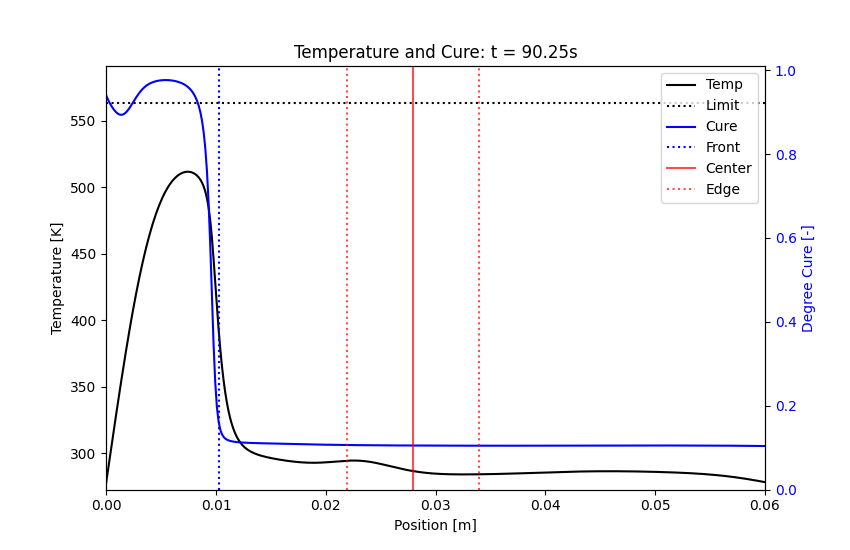 Temperature and Cure: t = 90.25s
Temp
Limit
Cure
Front
Center
Edge
550
500
450
400
350
300
Temperature [K]
1.0
0.8
0.6
0.4
0.2
0.0
Degree Cure [-]
0.00 0.01 0.02 0.03 0.04 0.05 0.06
Position [m]